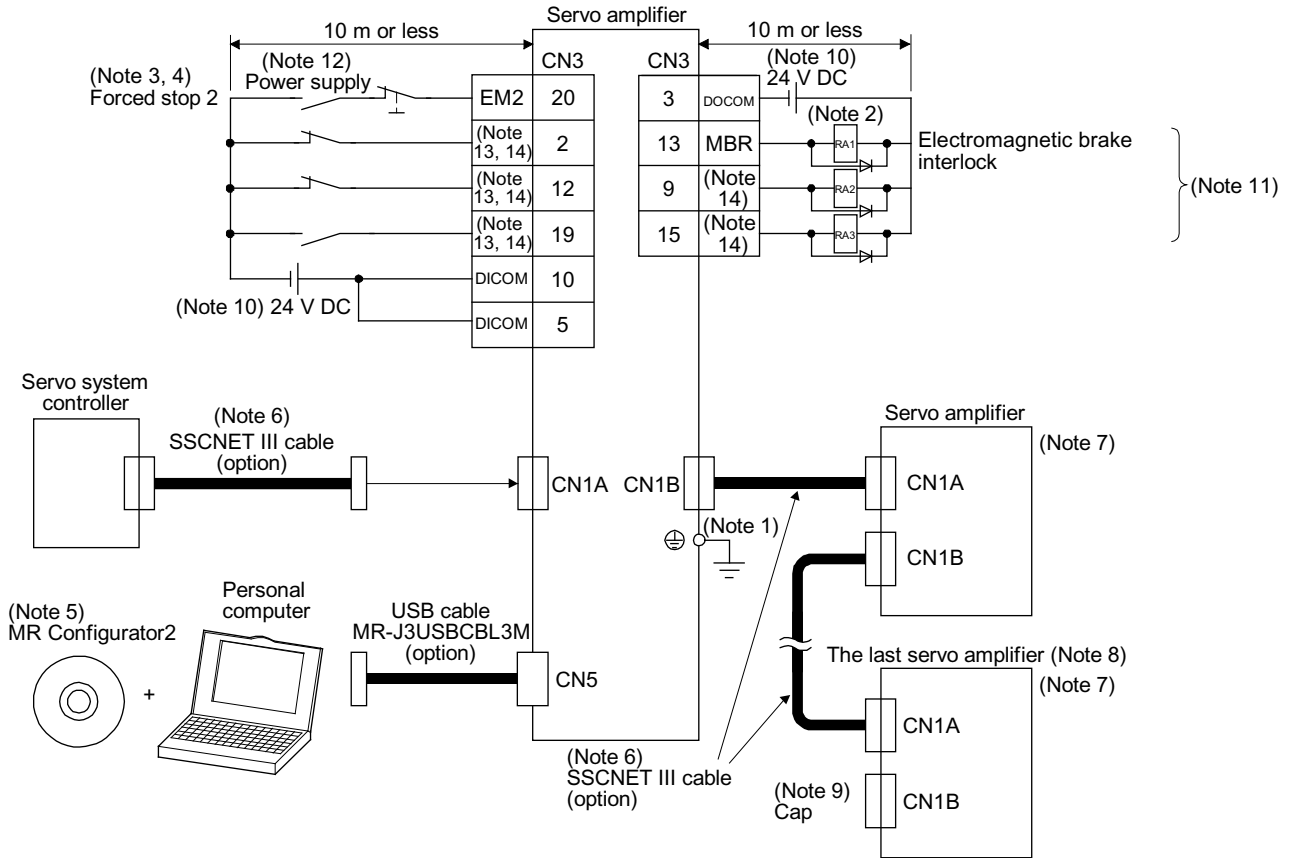 Servo amplifier
10 m or less
10 m or less
(Note 12)
Power supply
(Note 3, 4)
Forced stop 2
CN3
CN3
(Note 10)
24 V DC
EM2
20
3
DOCOM
(Note 2)
(Note
13, 14)
2
13
MBR
RA1
Electromagnetic brake
interlock
(Note
13, 14)
12
9
(Note
14)
RA2
(Note 11)
(Note
13, 14)
19
15
(Note
14)
RA3
DICOM
10
(Note 10) 24 V DC
DICOM
5
Servo system
controller
(Note 6)
SSCNET III cable
(option)
CN1A
CN1B
Servo amplifier
(Note 7)
CN1A
(Note 1)
CN1B
(Note 5)
MR Configurator2
+
Personal
computer
USB cable
MR-J3USBCBL3M
(option)
CN5
The last servo amplifier (Note 8)
(Note 7)
CN1A
(Note 6)
SSCNET III cable
(option)
(Note 9)
Cap
CN1B